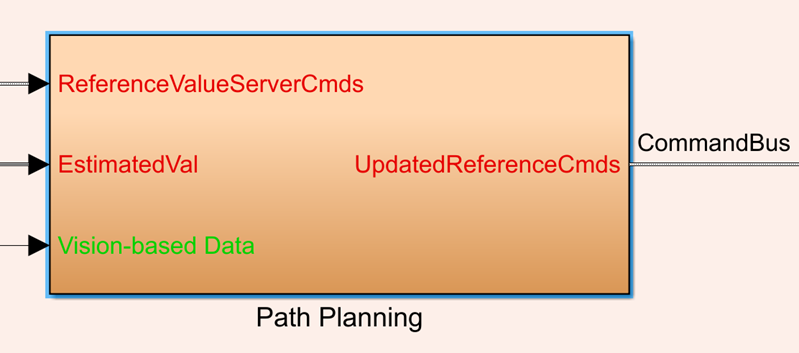 ReferenceValueServerCmds
EstimatedVal
UpdatedReferenceCmds
CommandBus
Vision-based Data
Path Planning